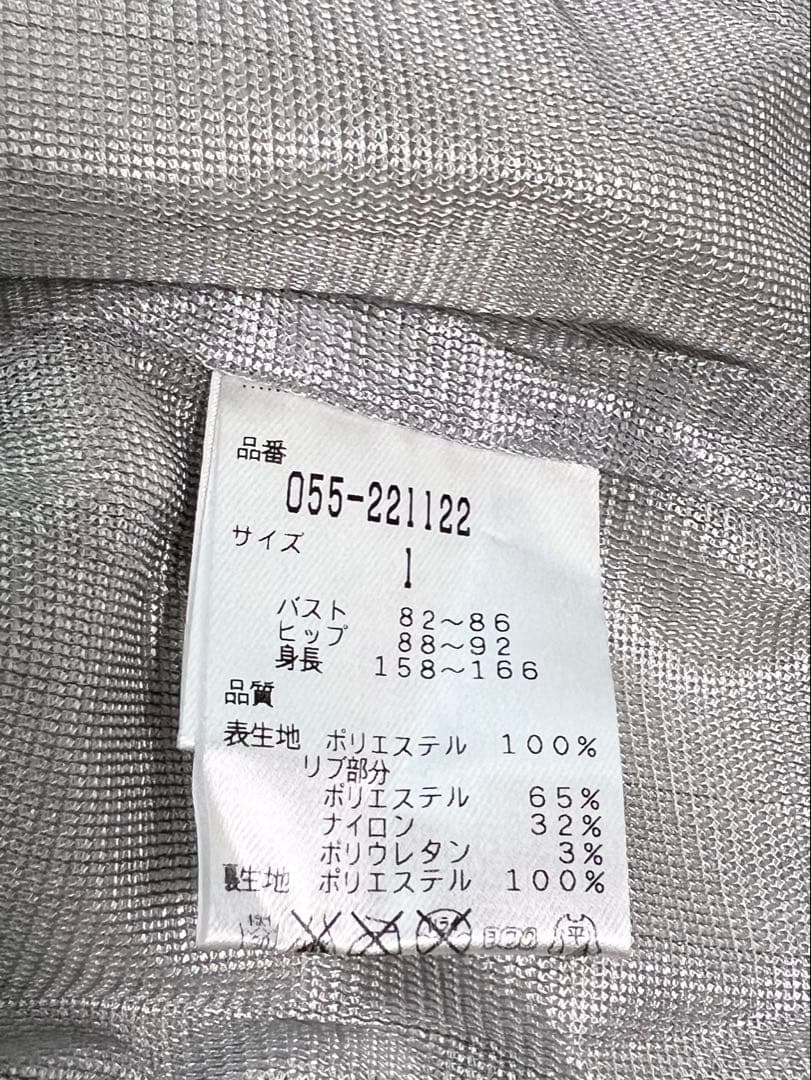 品番
055-221122
サイズ
1
バスト 82～86
ヒップ 88～92
身長 158～166
品質
表生地 ポリエステル 100%
リブ部分
ポリエステル 65%
ナイロン 32%
ポリウレタン 3%
裏生地 ポリエステル 100%
平